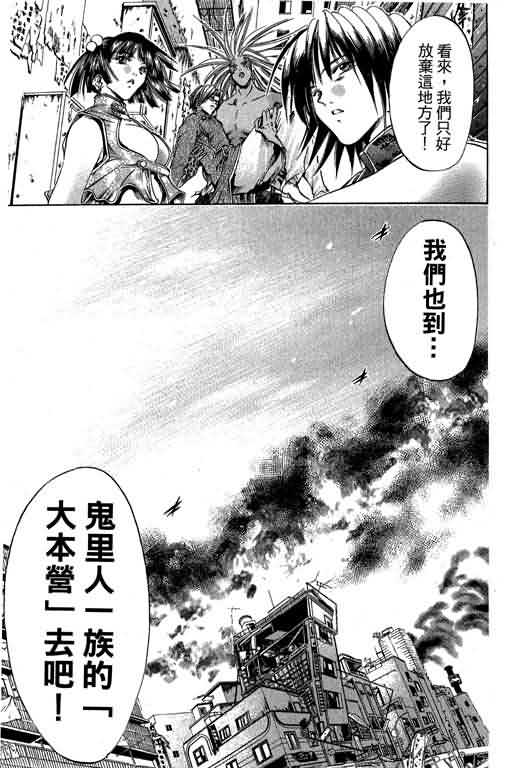 看來，我們只好
放棄這地方了！
我們也到…
鬼里人一族的「
大本營」去吧！